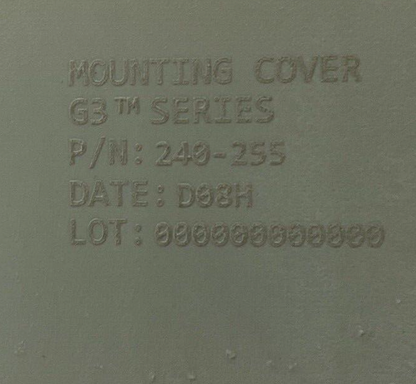 MOUNTING COVER
G3™ SERIES
P/N: 240-255
DATE: D08H
LOT: 000000000000